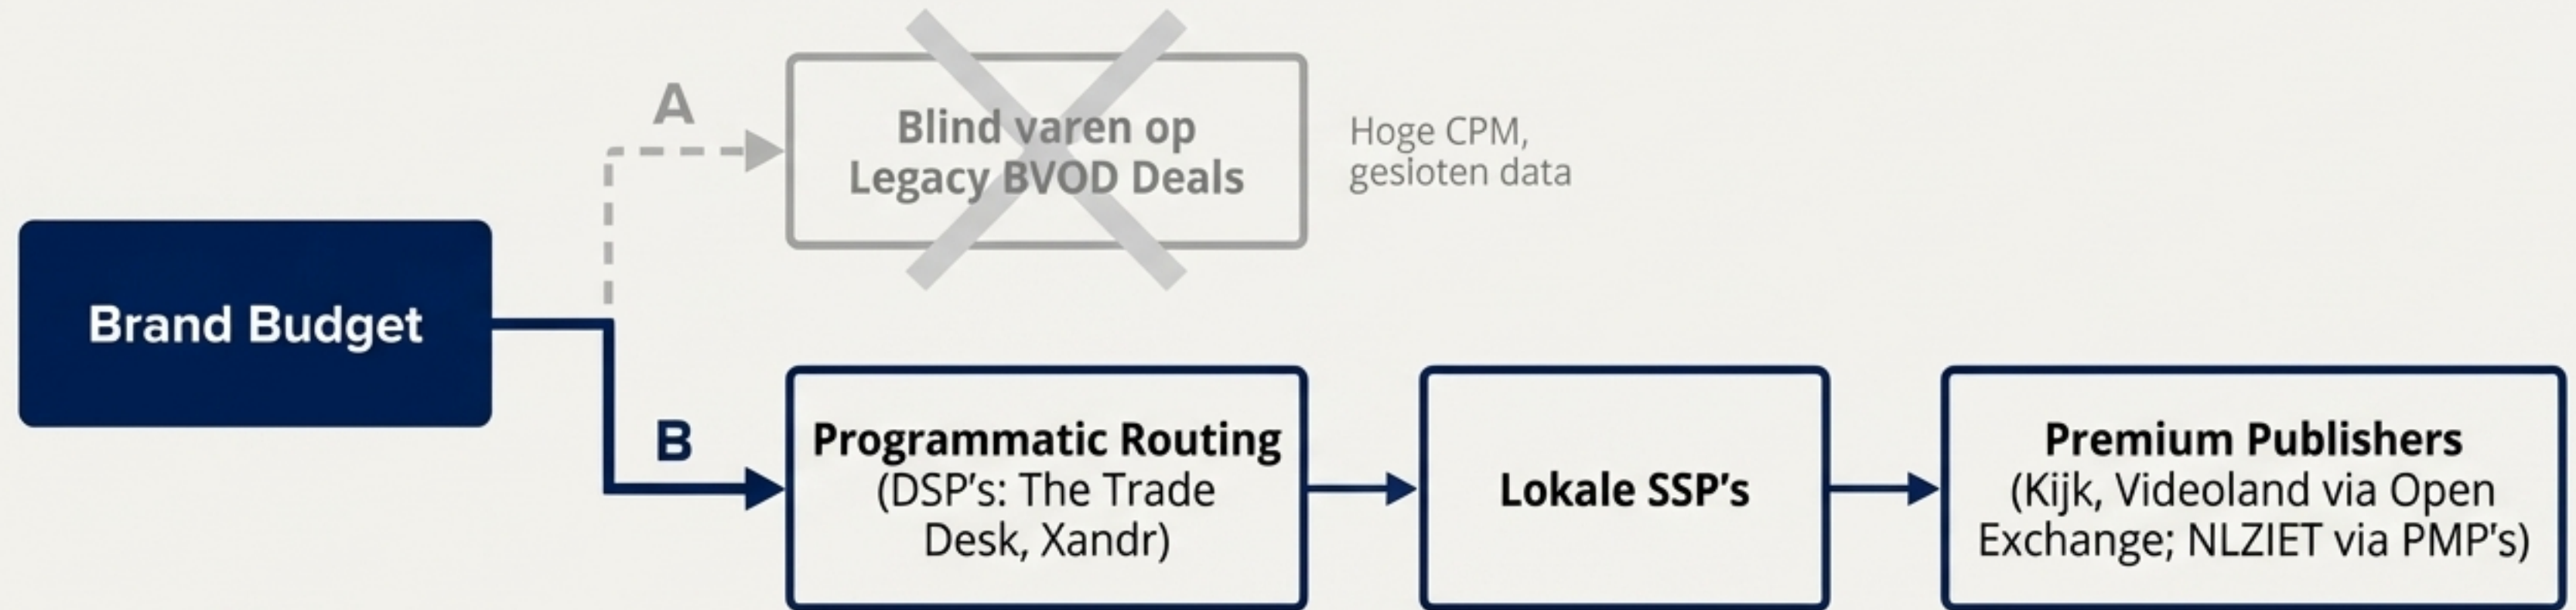 A
Blind varen op
Legacy BVOD Deals
Hoge CPM,
gesioten data
Brand Budget
B
Programmatic Routing
(DSP's: The Trade
Desk, Xandr)
Lokale SSP's
Premium Publishers
(Kijk, Videoland via Open
Exchange; NLZIET via PMP's)